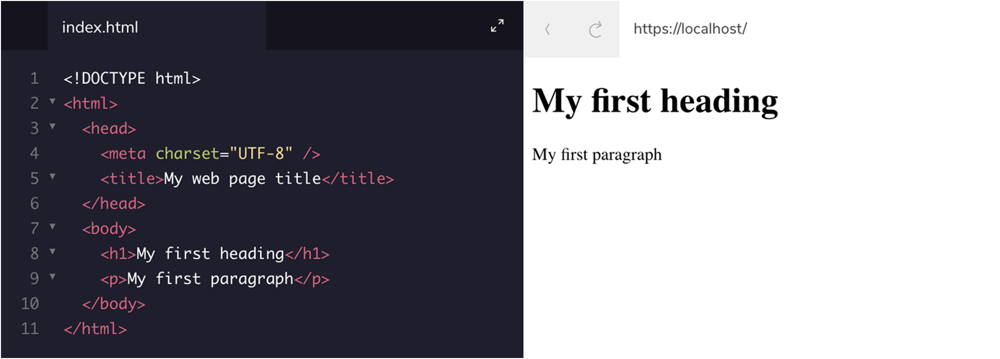 index.html
1 <!DOCTYPE html>
2 <html>
3 <head>
4 <meta charset="UTF-8" />
5 <title>My web page title</title>
6 </head>
7 <body>
8 <h1>My first heading</h1>
9 <p>My first paragraph</p>
10 </body>
11 </html>
https://localhost/
My first heading
My first paragraph